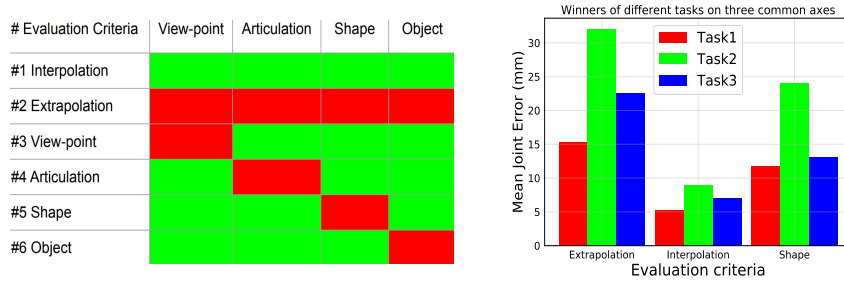 # Evaluation Criteria View-point Articulation Shape Object
#1 Interpolation
#2 Extrapolation
#3 View-point
#4 Articulation
#5 Shape
#6 Object
Winners of different tasks on three common axes
Mean Joint Error (mm)
30
25
20
15
10
5
0
Task1
Task2
Task3
Extrapolation Interpolation Shape
Evaluation criteria